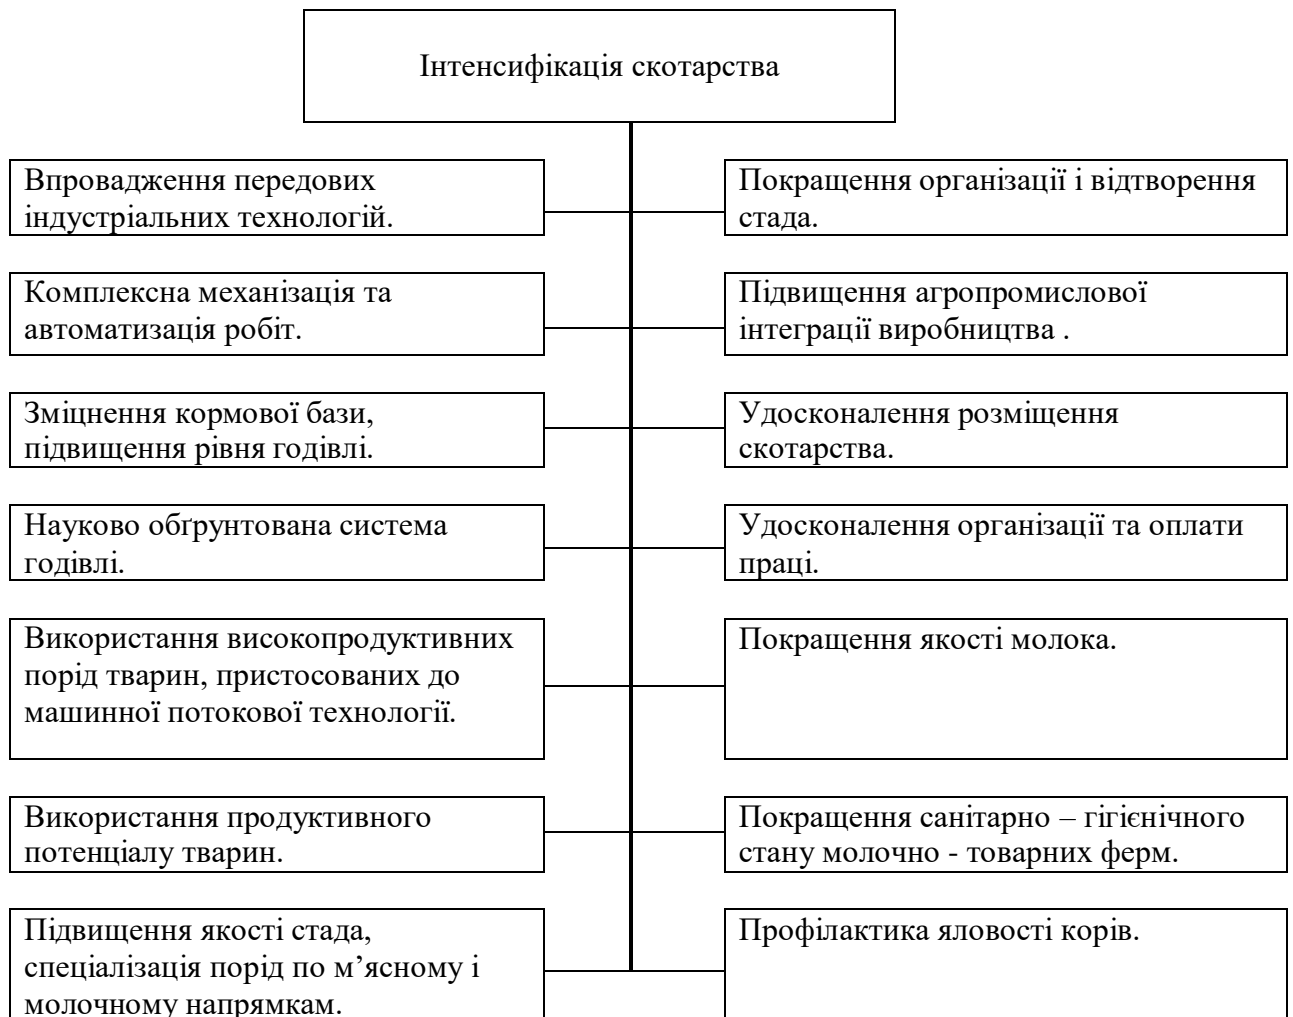 Інтенсифікація скотарства
Впровадження передових
індустріальних технологій.
Покращення організації і відтворення
стада.
Комплексна механізація та
автоматизація робіт.
Підвищення агропромислової
інтеграції виробництва .
Зміцнення кормової бази,
підвищення рівня годівлі.
Удосконалення розміщення
скотарства.
Науково обґрунтована система
годівлі.
Удосконалення організації та оплати
праці.
Використання високопродуктивних
порід тварин, пристосованих до
машинної потокової технології.
Покращення якості молока.
Використання продуктивного
потенціалу тварин.
Покращення санітарно – гігієнічного
стану молочно - товарних ферм.
Підвищення якості стада,
спеціалізація порід по м’ясному і
молочному напрямкам.
Профілактика яловості корів.